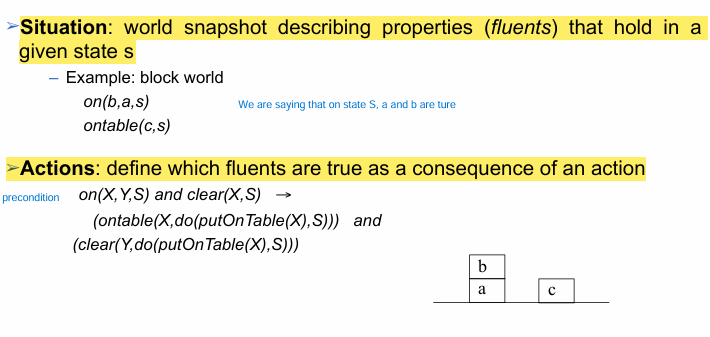 ➢Situation: world snapshot describing properties (fluents) that hold in a
given state s
– Example: block world
on(b,a,s)
We are saying that on state S, a and b are ture
ontable(c,s)
➢Actions: define which fluents are true as a consequence of an action
precondition
on(X,Y,S) and clear(X,S) →
(ontable(X,do(putOnTable(X),S))) and
(clear(Y,do(putOnTable(X),S)))
b
a
c